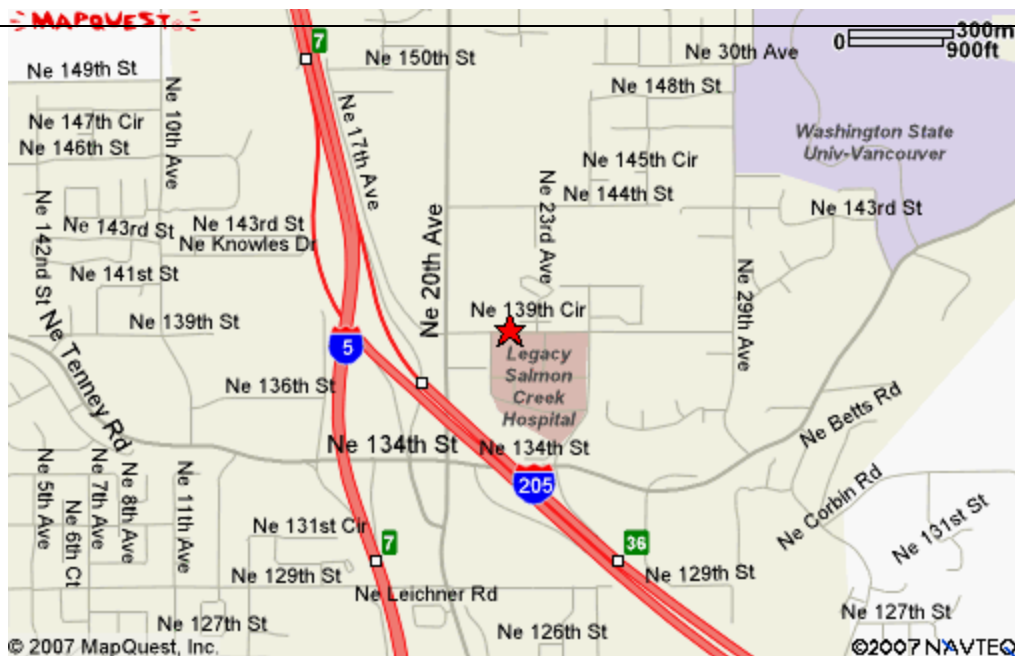 MAPQUEST
7
Ne 150th St
Ne 30th Ave
0
300m
900ft
Ne 149th St
Ne 10th Ave
Ne 148th St
Ne 17th Ave
Ne 147th Cir
Ne 146th St
Washington State
Univ-Vancouver
Ne 145th Cir
Ne 144th St
Ne 23rd Ave
Ne 142nd St
Ne 143rd St
Ne 143rd St
Ne 143rd St
Ne Knowles Dr
Ne 20th Ave
Ne 141st St
Ne 29th Ave
Ne 139th St
Ne 139th Cir
5
Legacy
Salmon
Creek
Hospital
Ne Tenney Rd
Ne 136th St
Ne Betts Rd
Ne 134th St
Ne 134th St
205
Ne 5th Ave
Ne 7th Ave
Ne 8th Ave
Ne 11th Ave
Ne 6th Ct
Ne Corbin Rd
Ne 131st St
Ne 131st Cir
7
36
Ne 129th St
Ne 129th St
Ne Leichner Rd
Ne 127th St
Ne 127th St
Ne 126th St
© 2007 MapQuest, Inc.
©2007 NAVTEQ